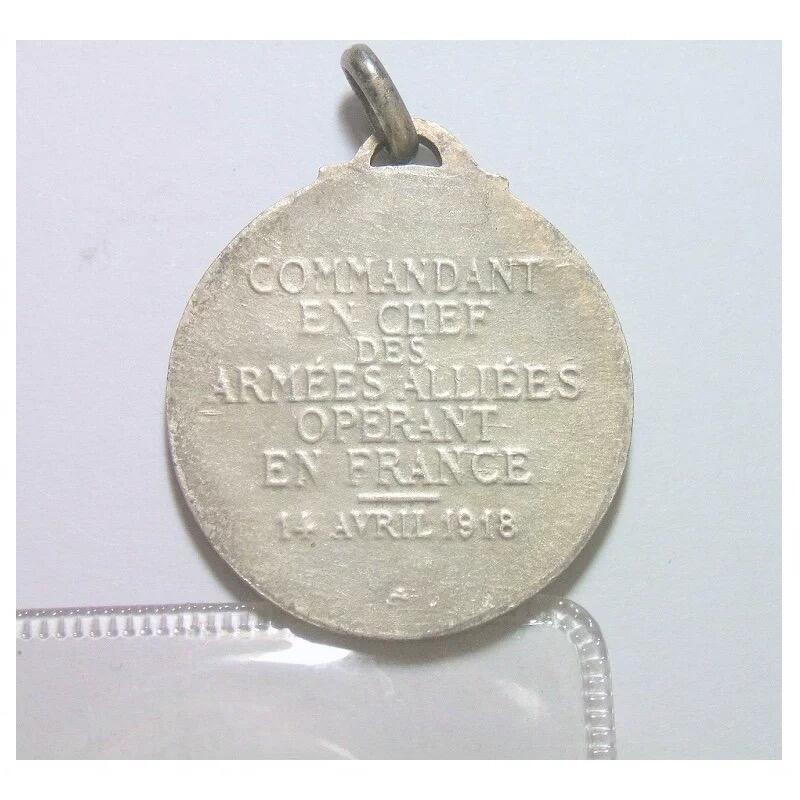 COMMANDANT
EN CHEF
DES
ARMÉES ALLIÉES
OPERANT
EN FRANCE
14 AVRIL 1918